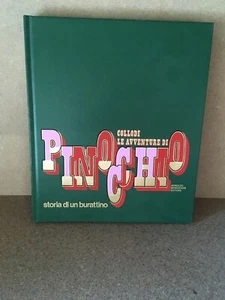 COLLODI
LE AVVENTURE DI
PINOCCHIO
storia di un burattino